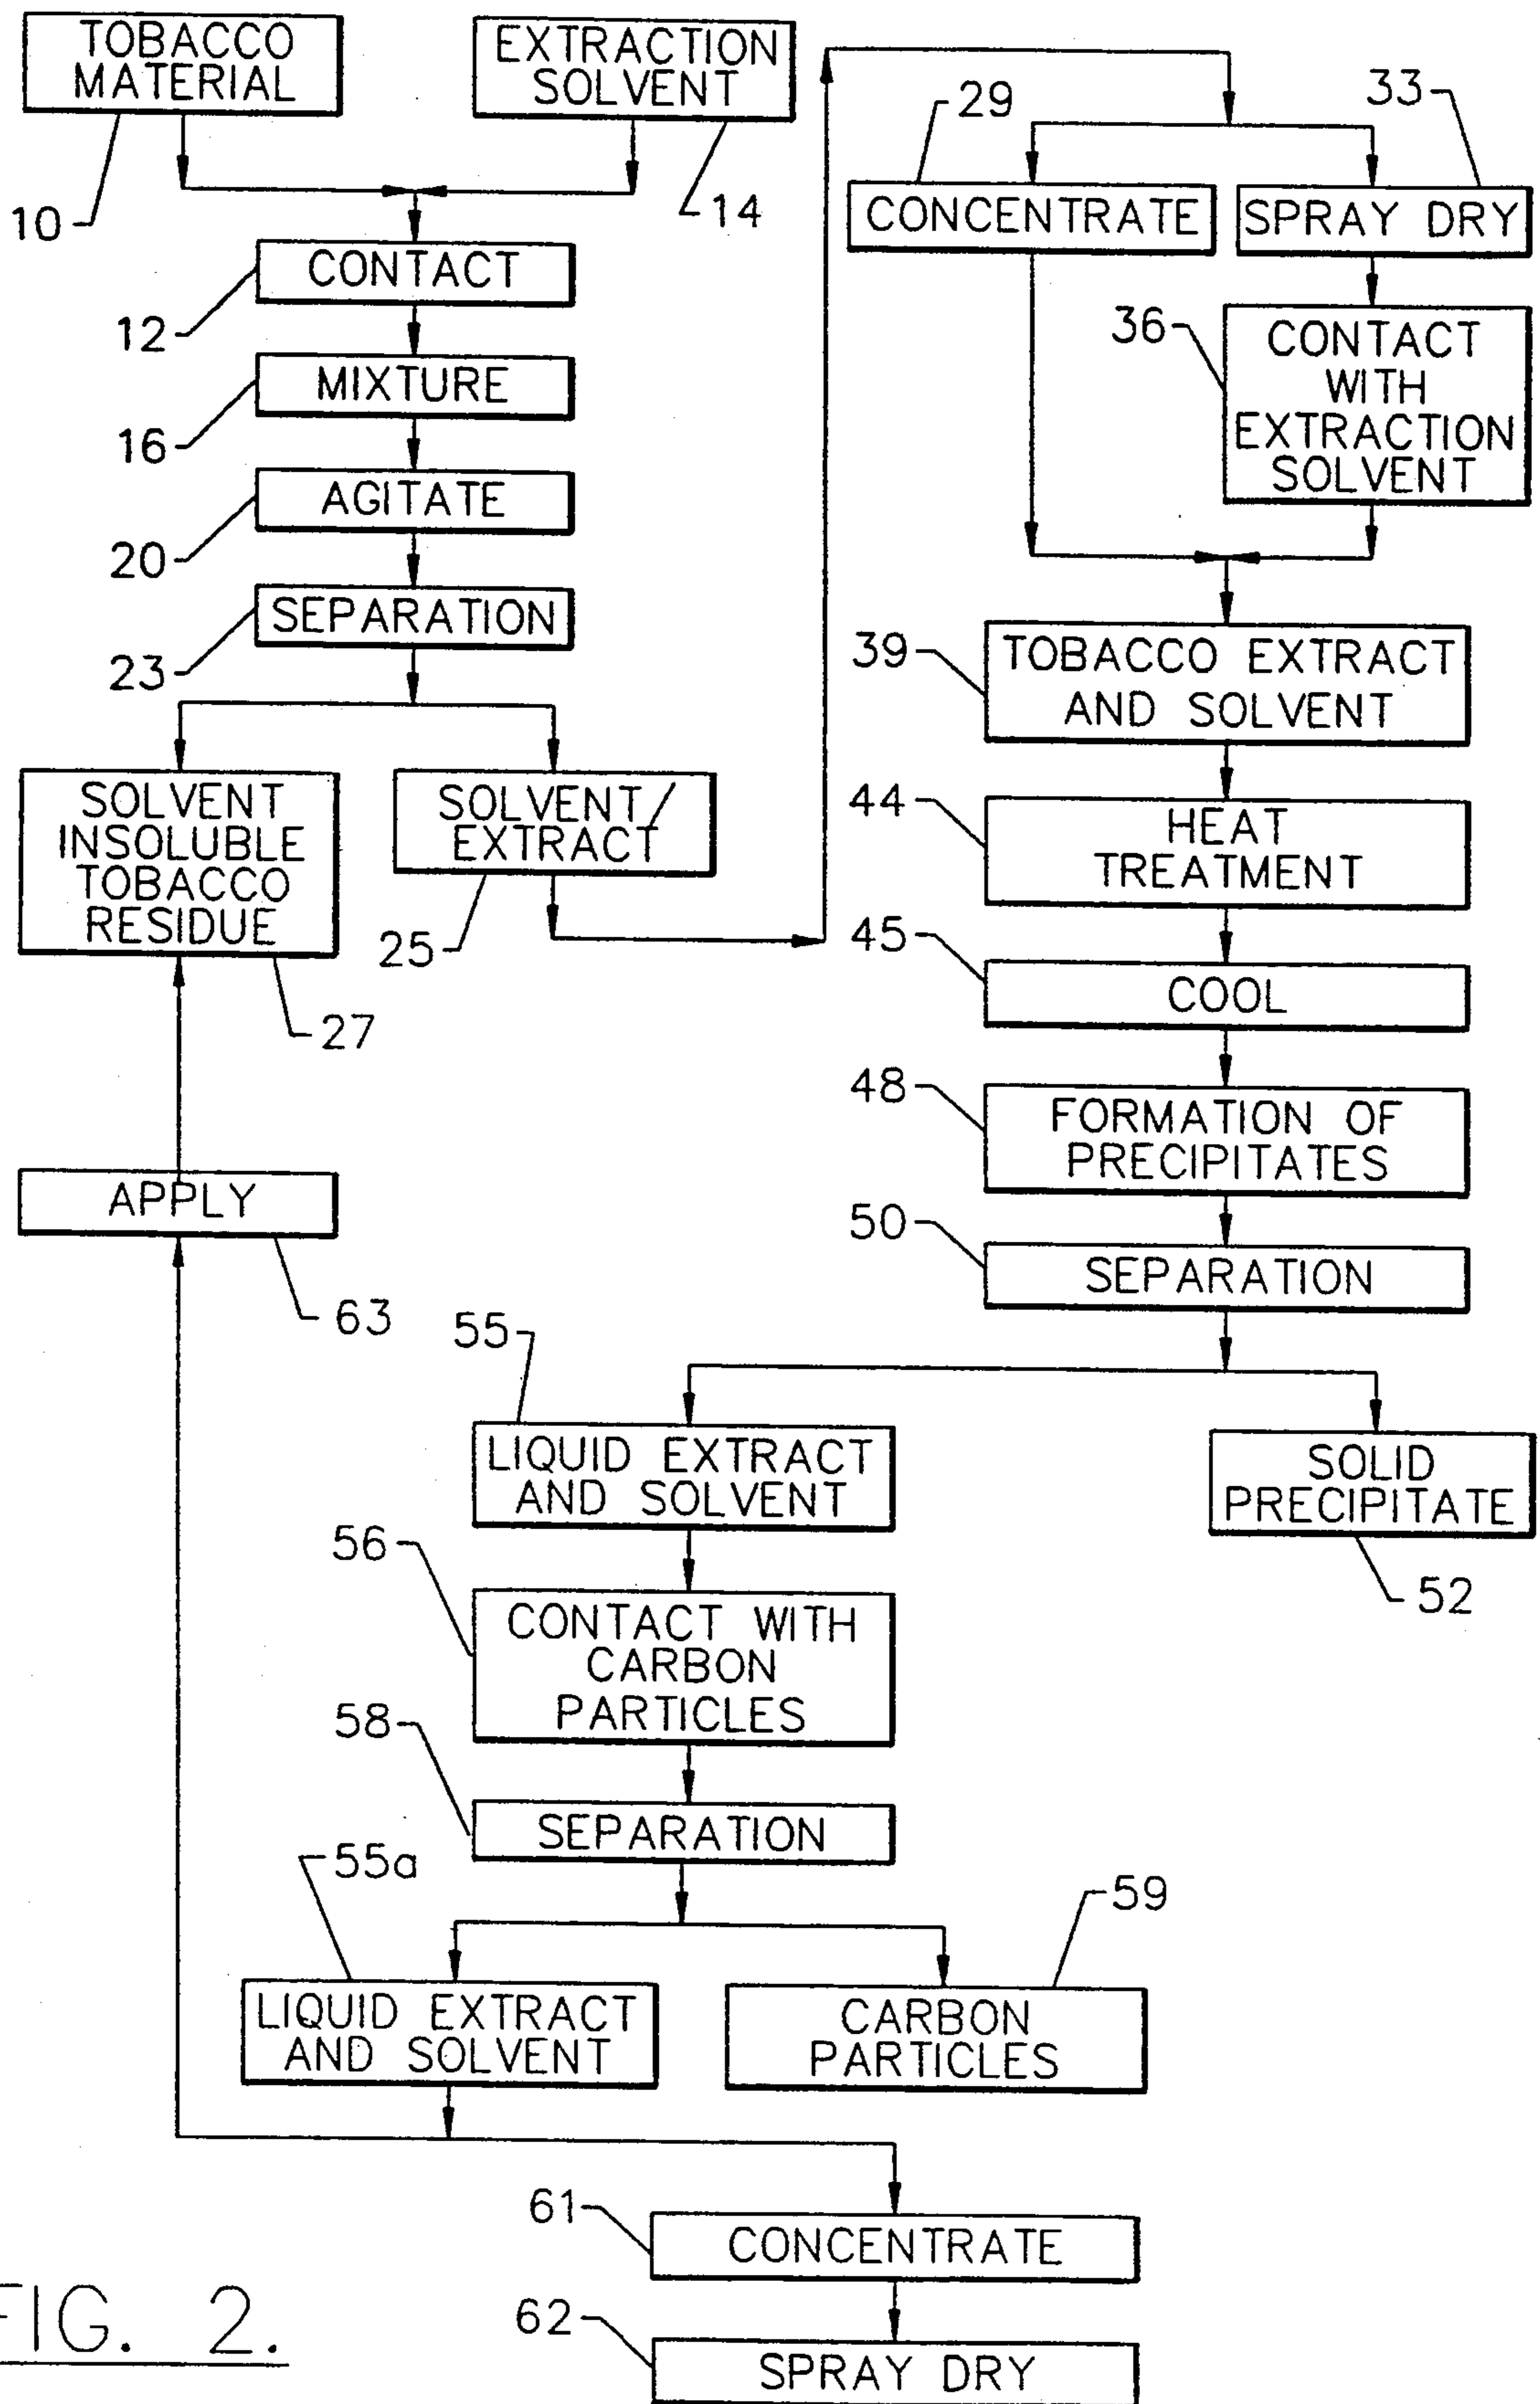 TOBACCO
MATERIAL
10
EXTRACTION
SOLVENT
14
CONTACT
12
MIXTURE
16
AGITATE
20
SEPARATION
23
SOLVENT
INSOLUBLE
TOBACCO
RESIDUE
27
SOLVENT/
EXTRACT
25
APPLY
63
29
CONCENTRATE
33
SPRAY DRY
36
CONTACT
WITH
EXTRACTION
SOLVENT
39
TOBACCO EXTRACT
AND SOLVENT
44
HEAT
TREATMENT
45
COOL
48
FORMATION OF
PRECIPITATES
50
SEPARATION
55
LIQUID EXTRACT
AND SOLVENT
SOLID
PRECIPITATE
52
56
CONTACT WITH
CARBON
PARTICLES
58
SEPARATION
55a
LIQUID EXTRACT
AND SOLVENT
59
CARBON
PARTICLES
61
CONCENTRATE
62
SPRAY DRY
FIG. 2.